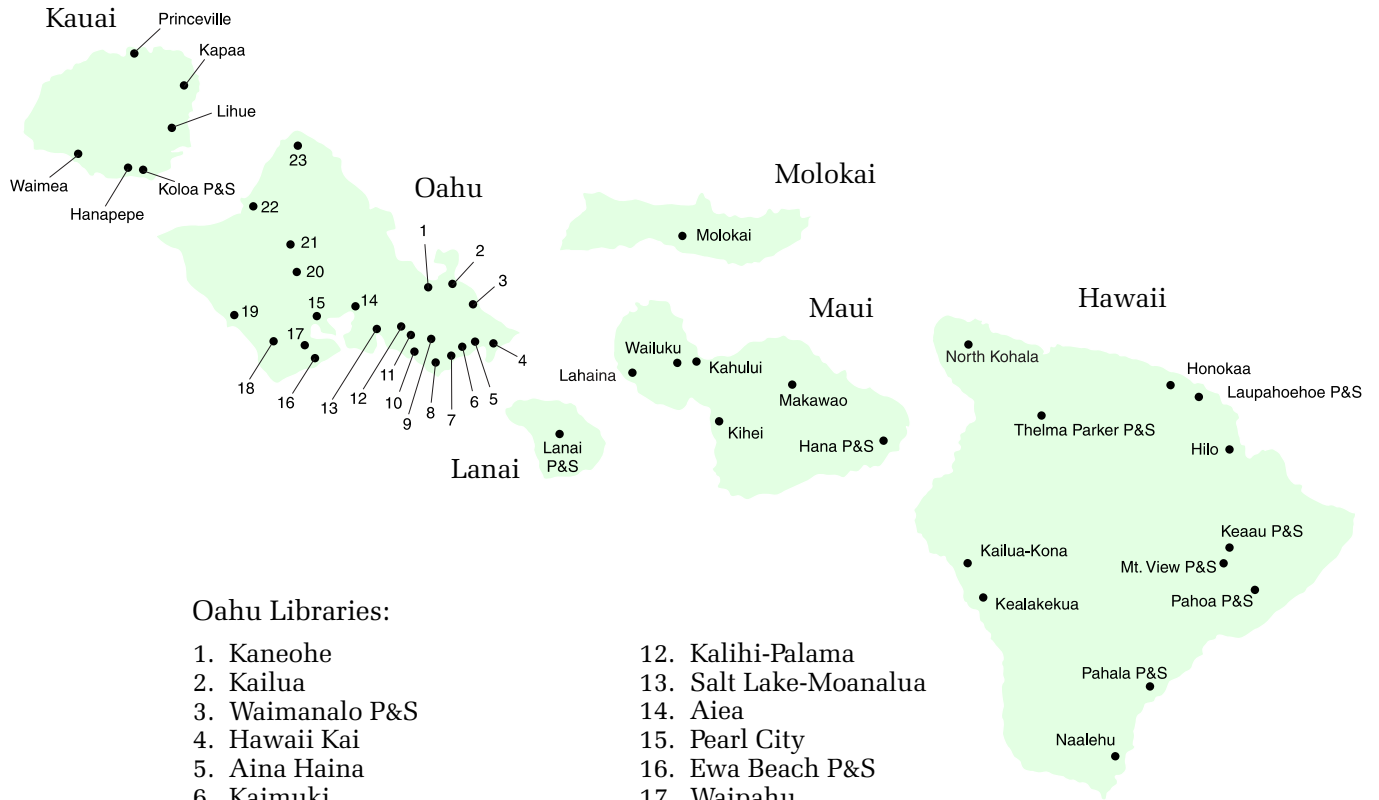 Kauai
Princeville
Kapaa
Lihue
Waimea
Koloa P&S
Hanapepe
Oahu
23
22
21
20
19
18
17
16
15
14
13
12
11
10
9
8
7
6
5
4
3
2
1
Molokai
Molokai
Maui
Wailuku
Kahului
Lahaina
Makawao
Kihei
Hana P&S
Lanai
Lanai
P&S
Hawaii
North Kohala
Honokaa
Laupahoehoe P&S
Thelma Parker P&S
Hilo
Keaau P&S
Kailua-Kona
Mt. View P&S
Kealakekua
Pahoa P&S
Pahala P&S
Naalehu
Oahu Libraries:
1. Kaneohe
2. Kailua
3. Waimanalo P&S
4. Hawaii Kai
5. Aina Haina
6. Kaimuki
12. Kalihi-Palama
13. Salt Lake-Moanalua
14. Aiea
15. Pearl City
16. Ewa Beach P&S
17. Waipahu